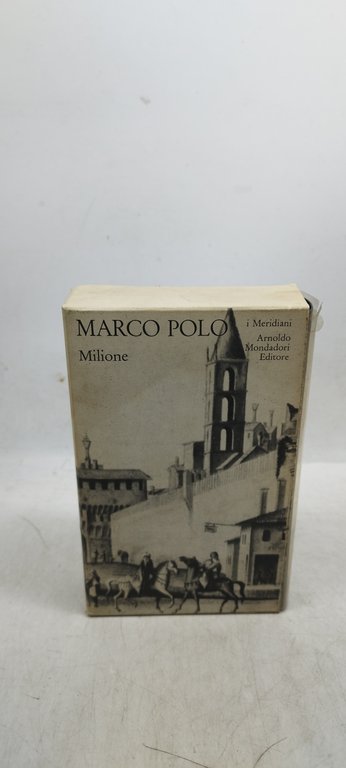 MARCO POLO
Milione
i Meridiani
Arnoldo
Mondadori
Editore